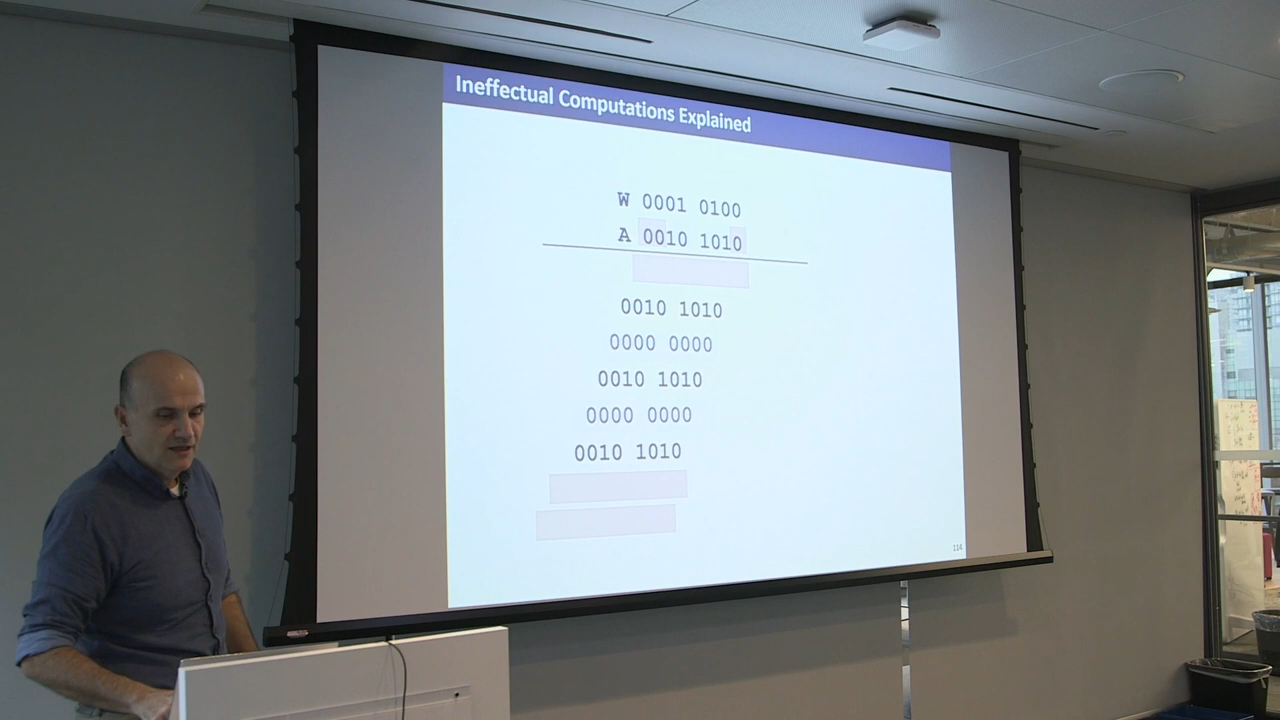 Ineffectual Computations Explained
W 0001 0100
A 0010 1010
0010 1010
0000 0000
0010 1010
0000 0000
0010 1010
114